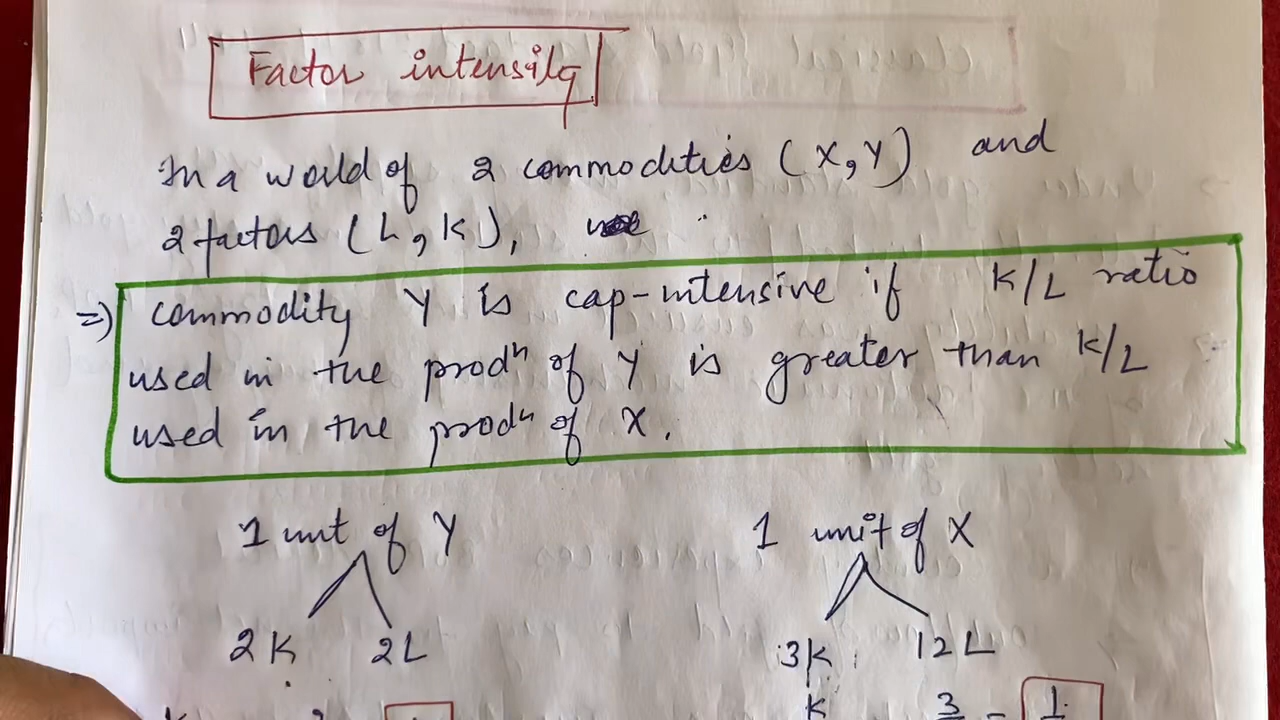 Factor intensity
In a world of 2 commodities (X,Y) and
2 factors (L,K),
=) commodity Y is cap-intensive if K/L ratio
used in the prodⁿ of Y is greater than K/L
used in the prodⁿ of X.
1 unit of Y
1 unit of X
2K 2L
3K 12L
K 3 = 1